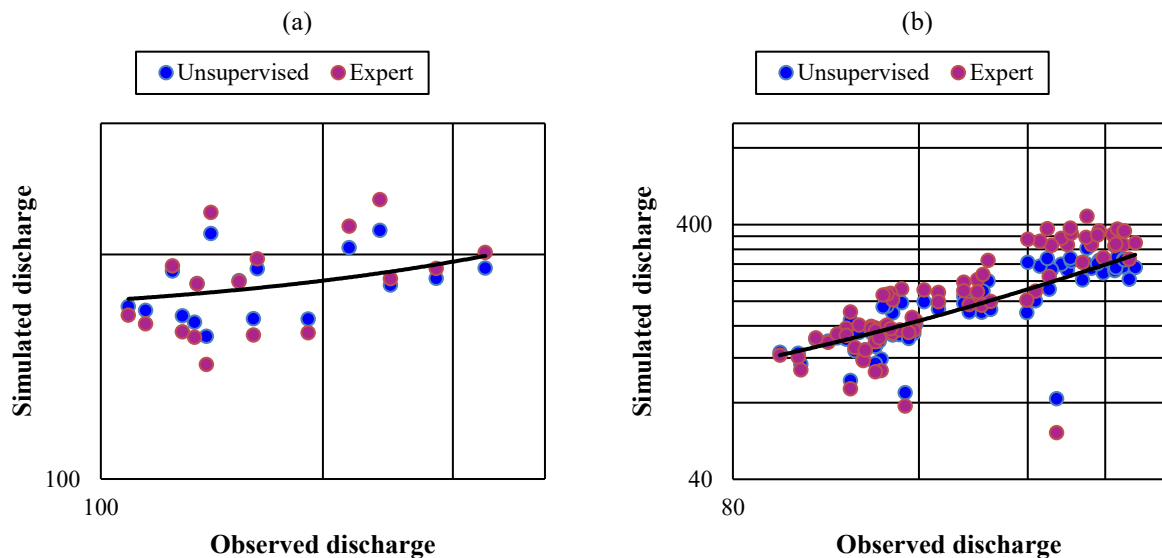 (a)
Unsupervised Expert
Simulated discharge
100
100
Observed discharge
(b)
Unsupervised Expert
Simulated discharge
400
40
80
Observed discharge